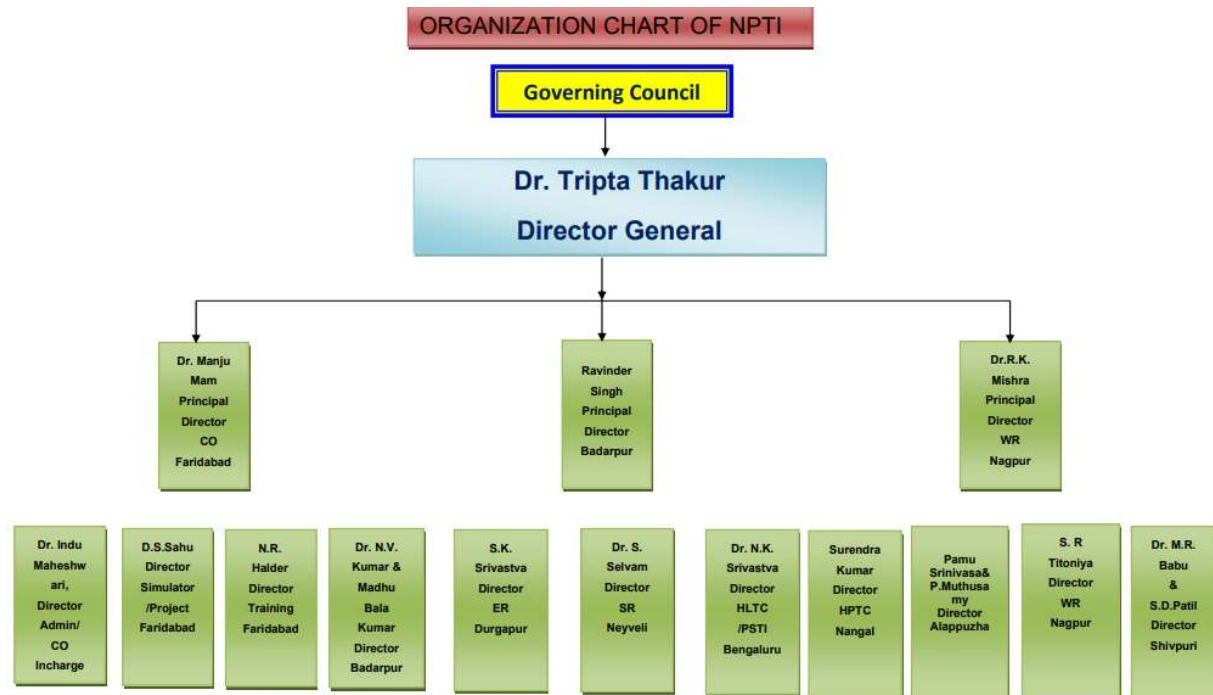 ORGANIZATION CHART OF NPTI
Governing Council
Dr. Tripta Thakur
Director General
Dr. Manju
Mam
Principal
Director
CO
Faridabad
Ravinder
Singh
Principal
Director
Badarpur
Dr.R.K.
Mishra
Principal
Director
WR
Nagpur
Dr. Indu
Maheshw
ari,
Director
Admin/
CO
Incharge
D.S.Sahu
Director
Simulator
/Project
Faridabad
N.R.
Halder
Director
Training
Faridabad
Dr. N.V.
Kumar &
Madhu
Bala
Kumar
Director
Badarpur
S.K.
Srivastva
Director
ER
Durgapur
Dr. S.
Selvam
Director
SR
Neyveli
Dr. N.K.
Srivastva
Director
HLTC
/PSTI
Bengaluru
Surendra
Kumar
Director
HPTC
Nangal
Pamu
Srinivasa&
P.Muthusa
my
Director
Alappuzha
S. R
Titoniya
Director
WR
Nagpur
Dr. M.R.
Babu
&
S.D.Patil
Director
Shivpuri